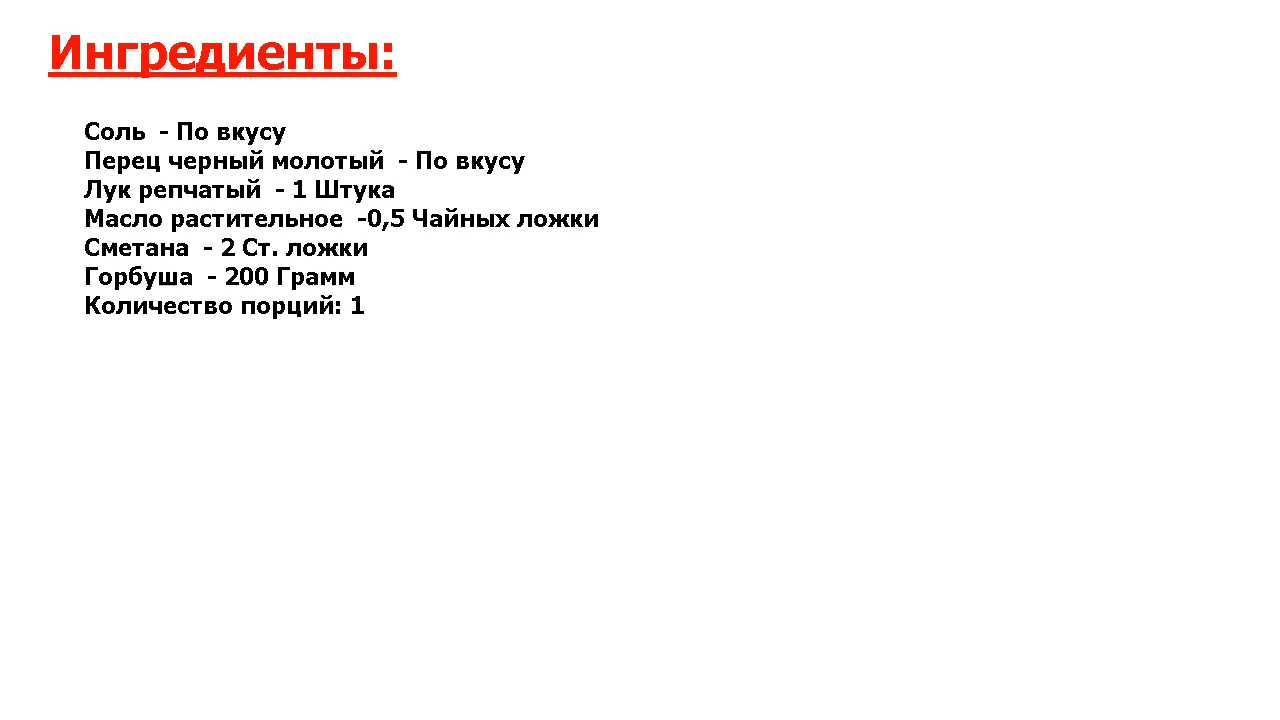 Ингредиенты:
Соль  - По вкусу
Перец черный молотый  - По вкусу
Лук репчатый  - 1 Штука
Масло растительное  -0,5 Чайных ложки
Сметана  - 2 Ст. ложки
Горбуша  - 200 Грамм
Количество порций: 1